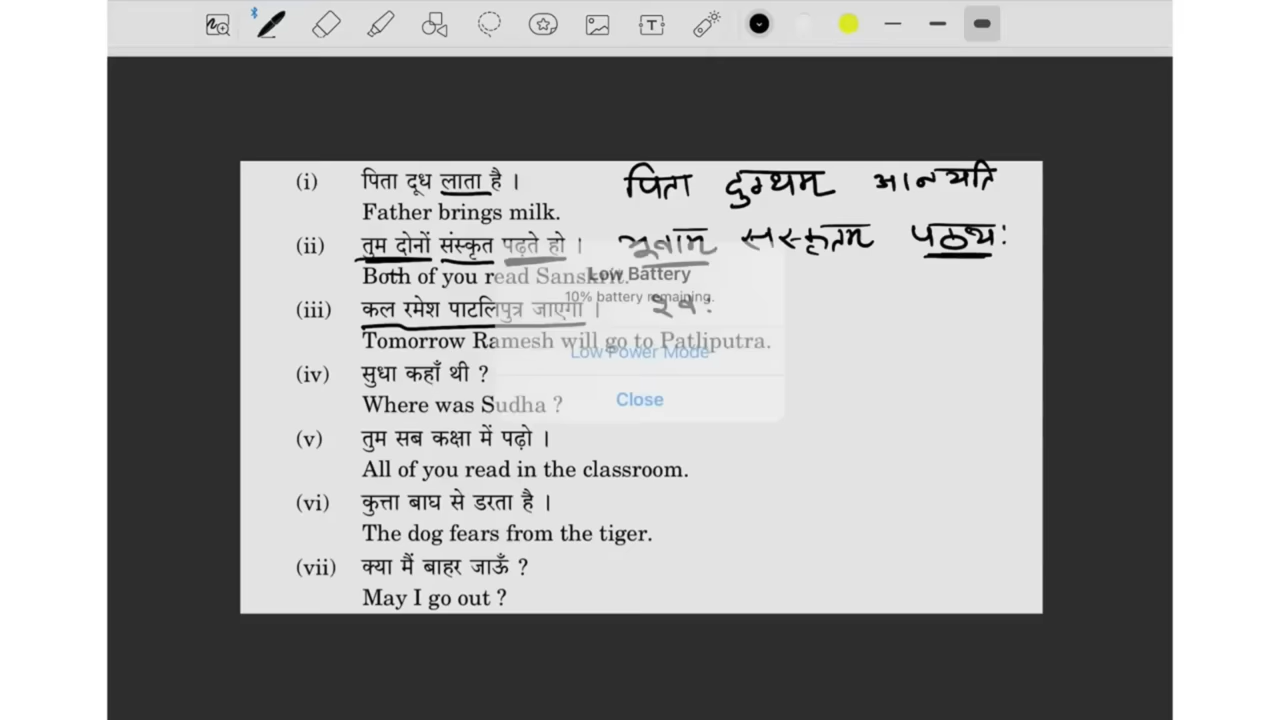 (i) पिता दूध लाता है । पिता दुग्धम आनयति
Father brings milk.
(ii) तुम दोनों संस्कृत पढ़ते हो । युवाम संस्कृतम पठथः
Both of you read Sanskrit.
Low Battery
10% battery remaining.
(iii) कल रमेश पाटलिपुत्र जाएगा । श्वः
Tomorrow Ramesh will go to Patliputra.
Low Power Mode
(iv) सुधा कहाँ थी ?
Where was Sudha ?
Close
(v) तुम सब कक्षा में पढ़ो ।
All of you read in the classroom.
(vi) कुत्ता बाघ से डरता है ।
The dog fears from the tiger.
(vii) क्या मैं बाहर जाऊँ ?
May I go out ?